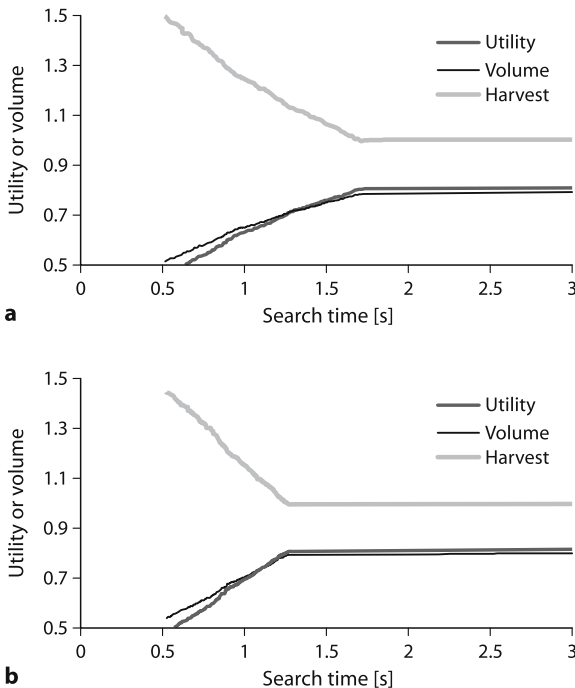 1.5
1.3
1.1
0.9
0.7
0.5
Utility or volume
Utility
Volume
Harvest
0 0.5 1 1.5 2 2.5 3
Search time [s]
a
1.5
1.3
1.1
0.9
0.7
0.5
Utility or volume
Utility
Volume
Harvest
0 0.5 1 1.5 2 2.5 3
Search time [s]
b